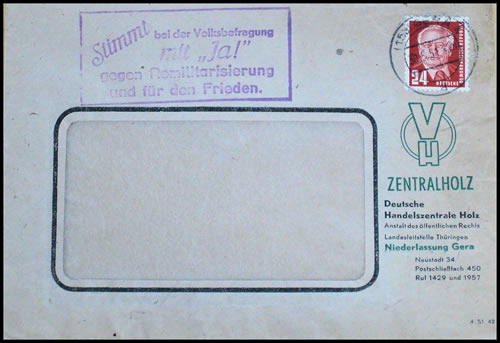 Stimmt bei der Volksbefragung
mit „Ja!"
gegen Remilitarisierung
und für den Frieden.
24
VH
ZENTRALHOLZ
Deutsche
Handelszentrale Holz
Anstalt des öffentlichen Rechts
Landesleitstelle Thüringen
Niederlassung Gera
Neustadt 34
Postschließfach 450
Ruf 1429 und 1957